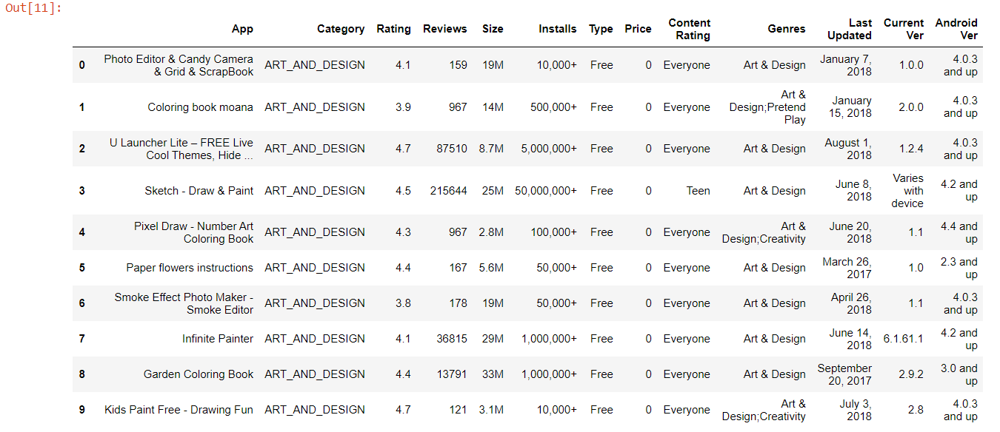 Out[11]:
App Category Rating Reviews Size Installs Type Price Content Rating Genres Last Updated Current Ver Android Ver
0 Photo Editor & Candy Camera & Grid & ScrapBook ART_AND_DESIGN 4.1 159 19M 10,000+ Free 0 Everyone Art & Design January 7, 2018 1.0.0 4.0.3 and up
1 Coloring book moana ART_AND_DESIGN 3.9 967 14M 500,000+ Free 0 Everyone Art & Design;Pretend Play January 15, 2018 2.0.0 4.0.3 and up
2 U Launcher Lite – FREE Live Cool Themes, Hide ... ART_AND_DESIGN 4.7 87510 8.7M 5,000,000+ Free 0 Everyone Art & Design August 1, 2018 1.2.4 4.0.3 and up
3 Sketch - Draw & Paint ART_AND_DESIGN 4.5 215644 25M 50,000,000+ Free 0 Teen Art & Design June 8, 2018 Varies with device 4.2 and up
4 Pixel Draw - Number Art Coloring Book ART_AND_DESIGN 4.3 967 2.8M 100,000+ Free 0 Everyone Art & Design;Creativity June 20, 2018 1.1 4.4 and up
5 Paper flowers instructions ART_AND_DESIGN 4.4 167 5.6M 50,000+ Free 0 Everyone Art & Design March 26, 2017 1.0 2.3 and up
6 Smoke Effect Photo Maker - Smoke Editor ART_AND_DESIGN 3.8 178 19M 50,000+ Free 0 Everyone Art & Design April 26, 2018 1.1 4.0.3 and up
7 Infinite Painter ART_AND_DESIGN 4.1 36815 29M 1,000,000+ Free 0 Everyone Art & Design June 14, 2018 6.1.61.1 4.2 and up
8 Garden Coloring Book ART_AND_DESIGN 4.4 13791 33M 1,000,000+ Free 0 Everyone Art & Design September 20, 2017 2.9.2 3.0 and up
9 Kids Paint Free - Drawing Fun ART_AND_DESIGN 4.7 121 3.1M 10,000+ Free 0 Everyone Art & Design;Creativity July 3, 2018 2.8 4.0.3 and up